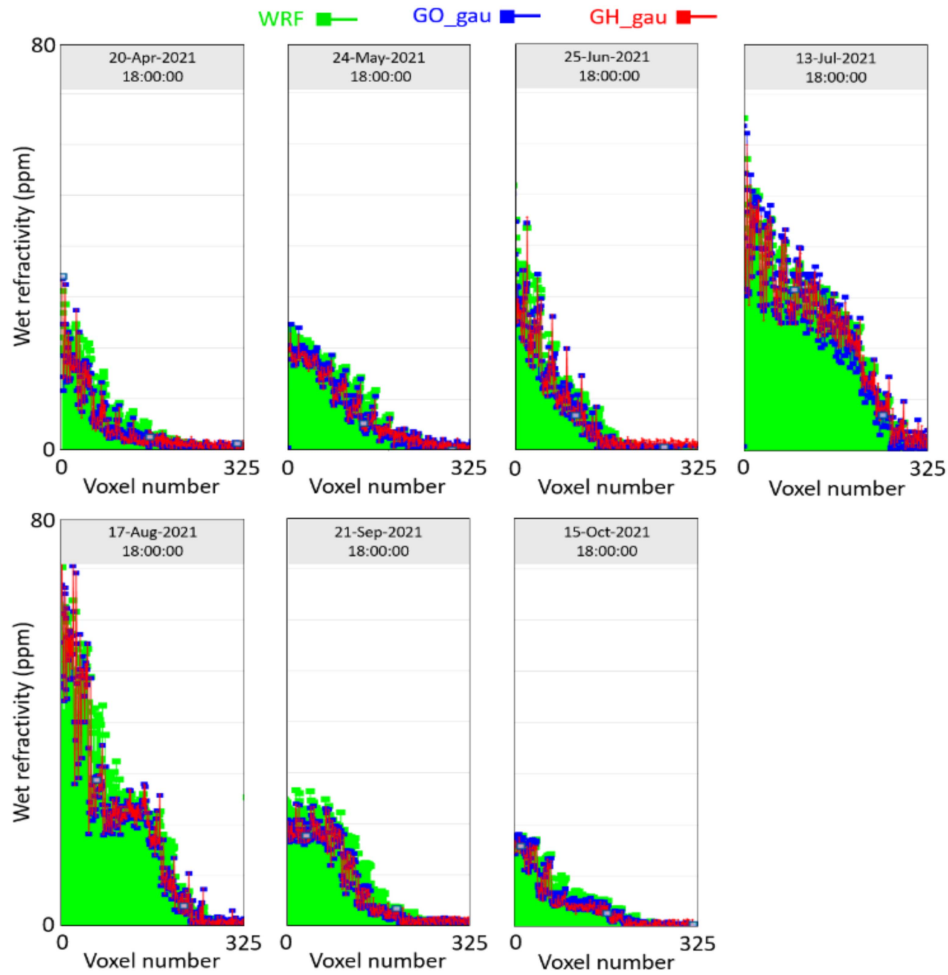 WRF GO_gau GH_gau
80
20-Apr-2021
18:00:00
24-May-2021
18:00:00
25-Jun-2021
18:00:00
13-Jul-2021
18:00:00
Wet refractivity (ppm)
0
0 325 0 325 0 325 0 325
Voxel number Voxel number Voxel number Voxel number
80
17-Aug-2021
18:00:00
21-Sep-2021
18:00:00
15-Oct-2021
18:00:00
Wet refractivity (ppm)
0
0 325 0 325 0 325
Voxel number Voxel number Voxel number